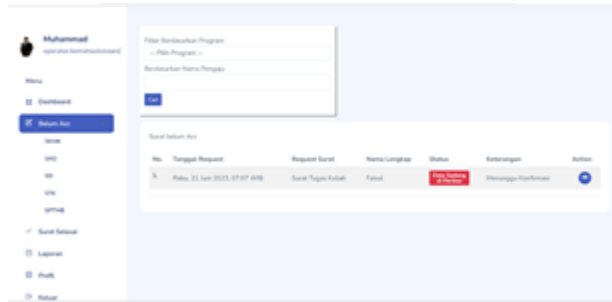 Muhammad
operator kemahasiswaan
Menu
Dashboard
Belum Acc
SKHB
SKD
SKI
STK
SPTMB
Surat Selesai
Laporan
Profil
Keluar
Filter Berdasarkan Program
-- Pilih Program --
Berdasarkan Nama Pengaju
Cari
Surat belum Acc
No. Tanggal Request Request Surat Nama Lengkap Status Keterangan Action
1. Rabu, 21 Juni 2023, 07:07 WIB Surat Tugas Kuliah Faisal Data Sedang di Periksa Menunggu Konfirmasi